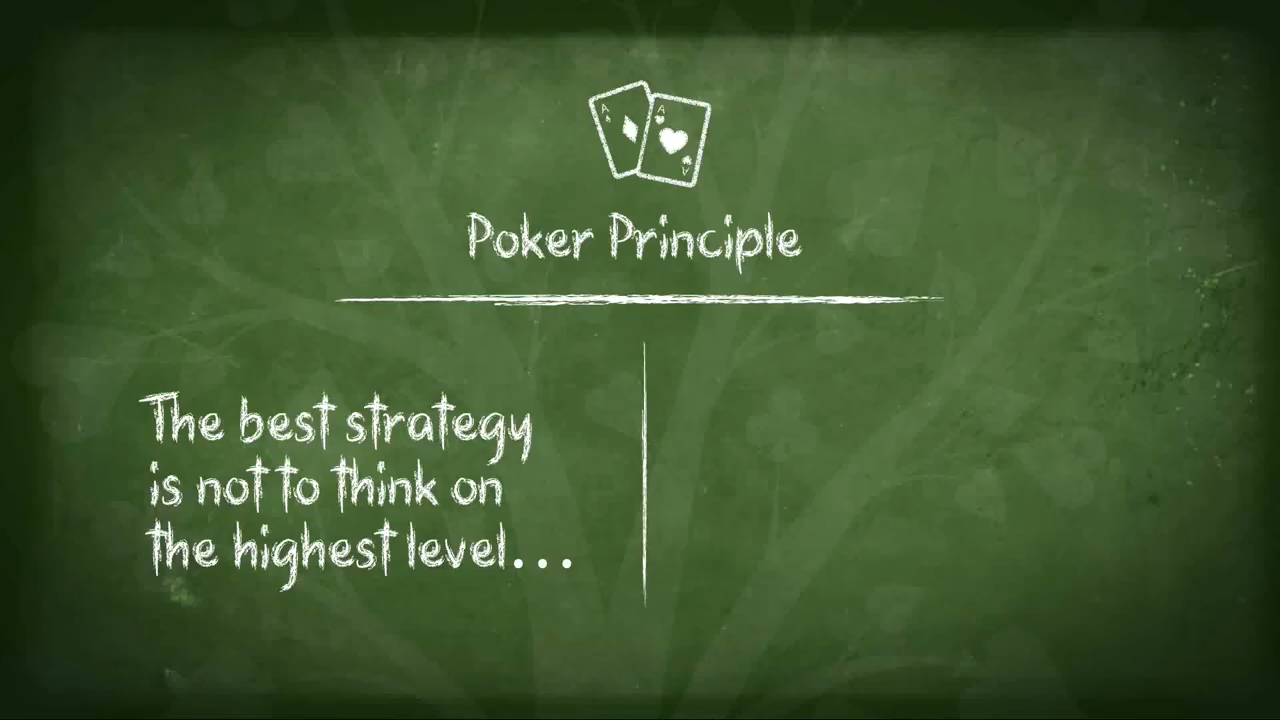 Poker Principle
The best strategy
is not to think on
the highest level...